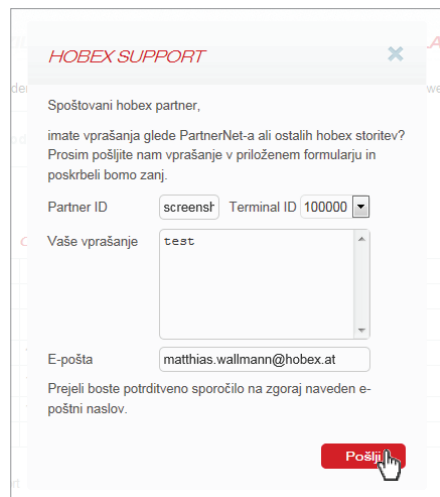 HOBEX SUPPORT
Spoštovani hobex partner,
imate vprašanja glede PartnerNet-a ali ostalih hobex storitev?
Prosim pošljite nam vprašanje v priloženem formularju in
poskrbeli bomo zanj.
Partner ID screensh Terminal ID 100000
Vaše vprašanje test
E-pošta matthias.wallmann@hobex.at
Prejeli boste potrditveno sporočilo na zgoraj naveden e-
poštni naslov.
Pošlji